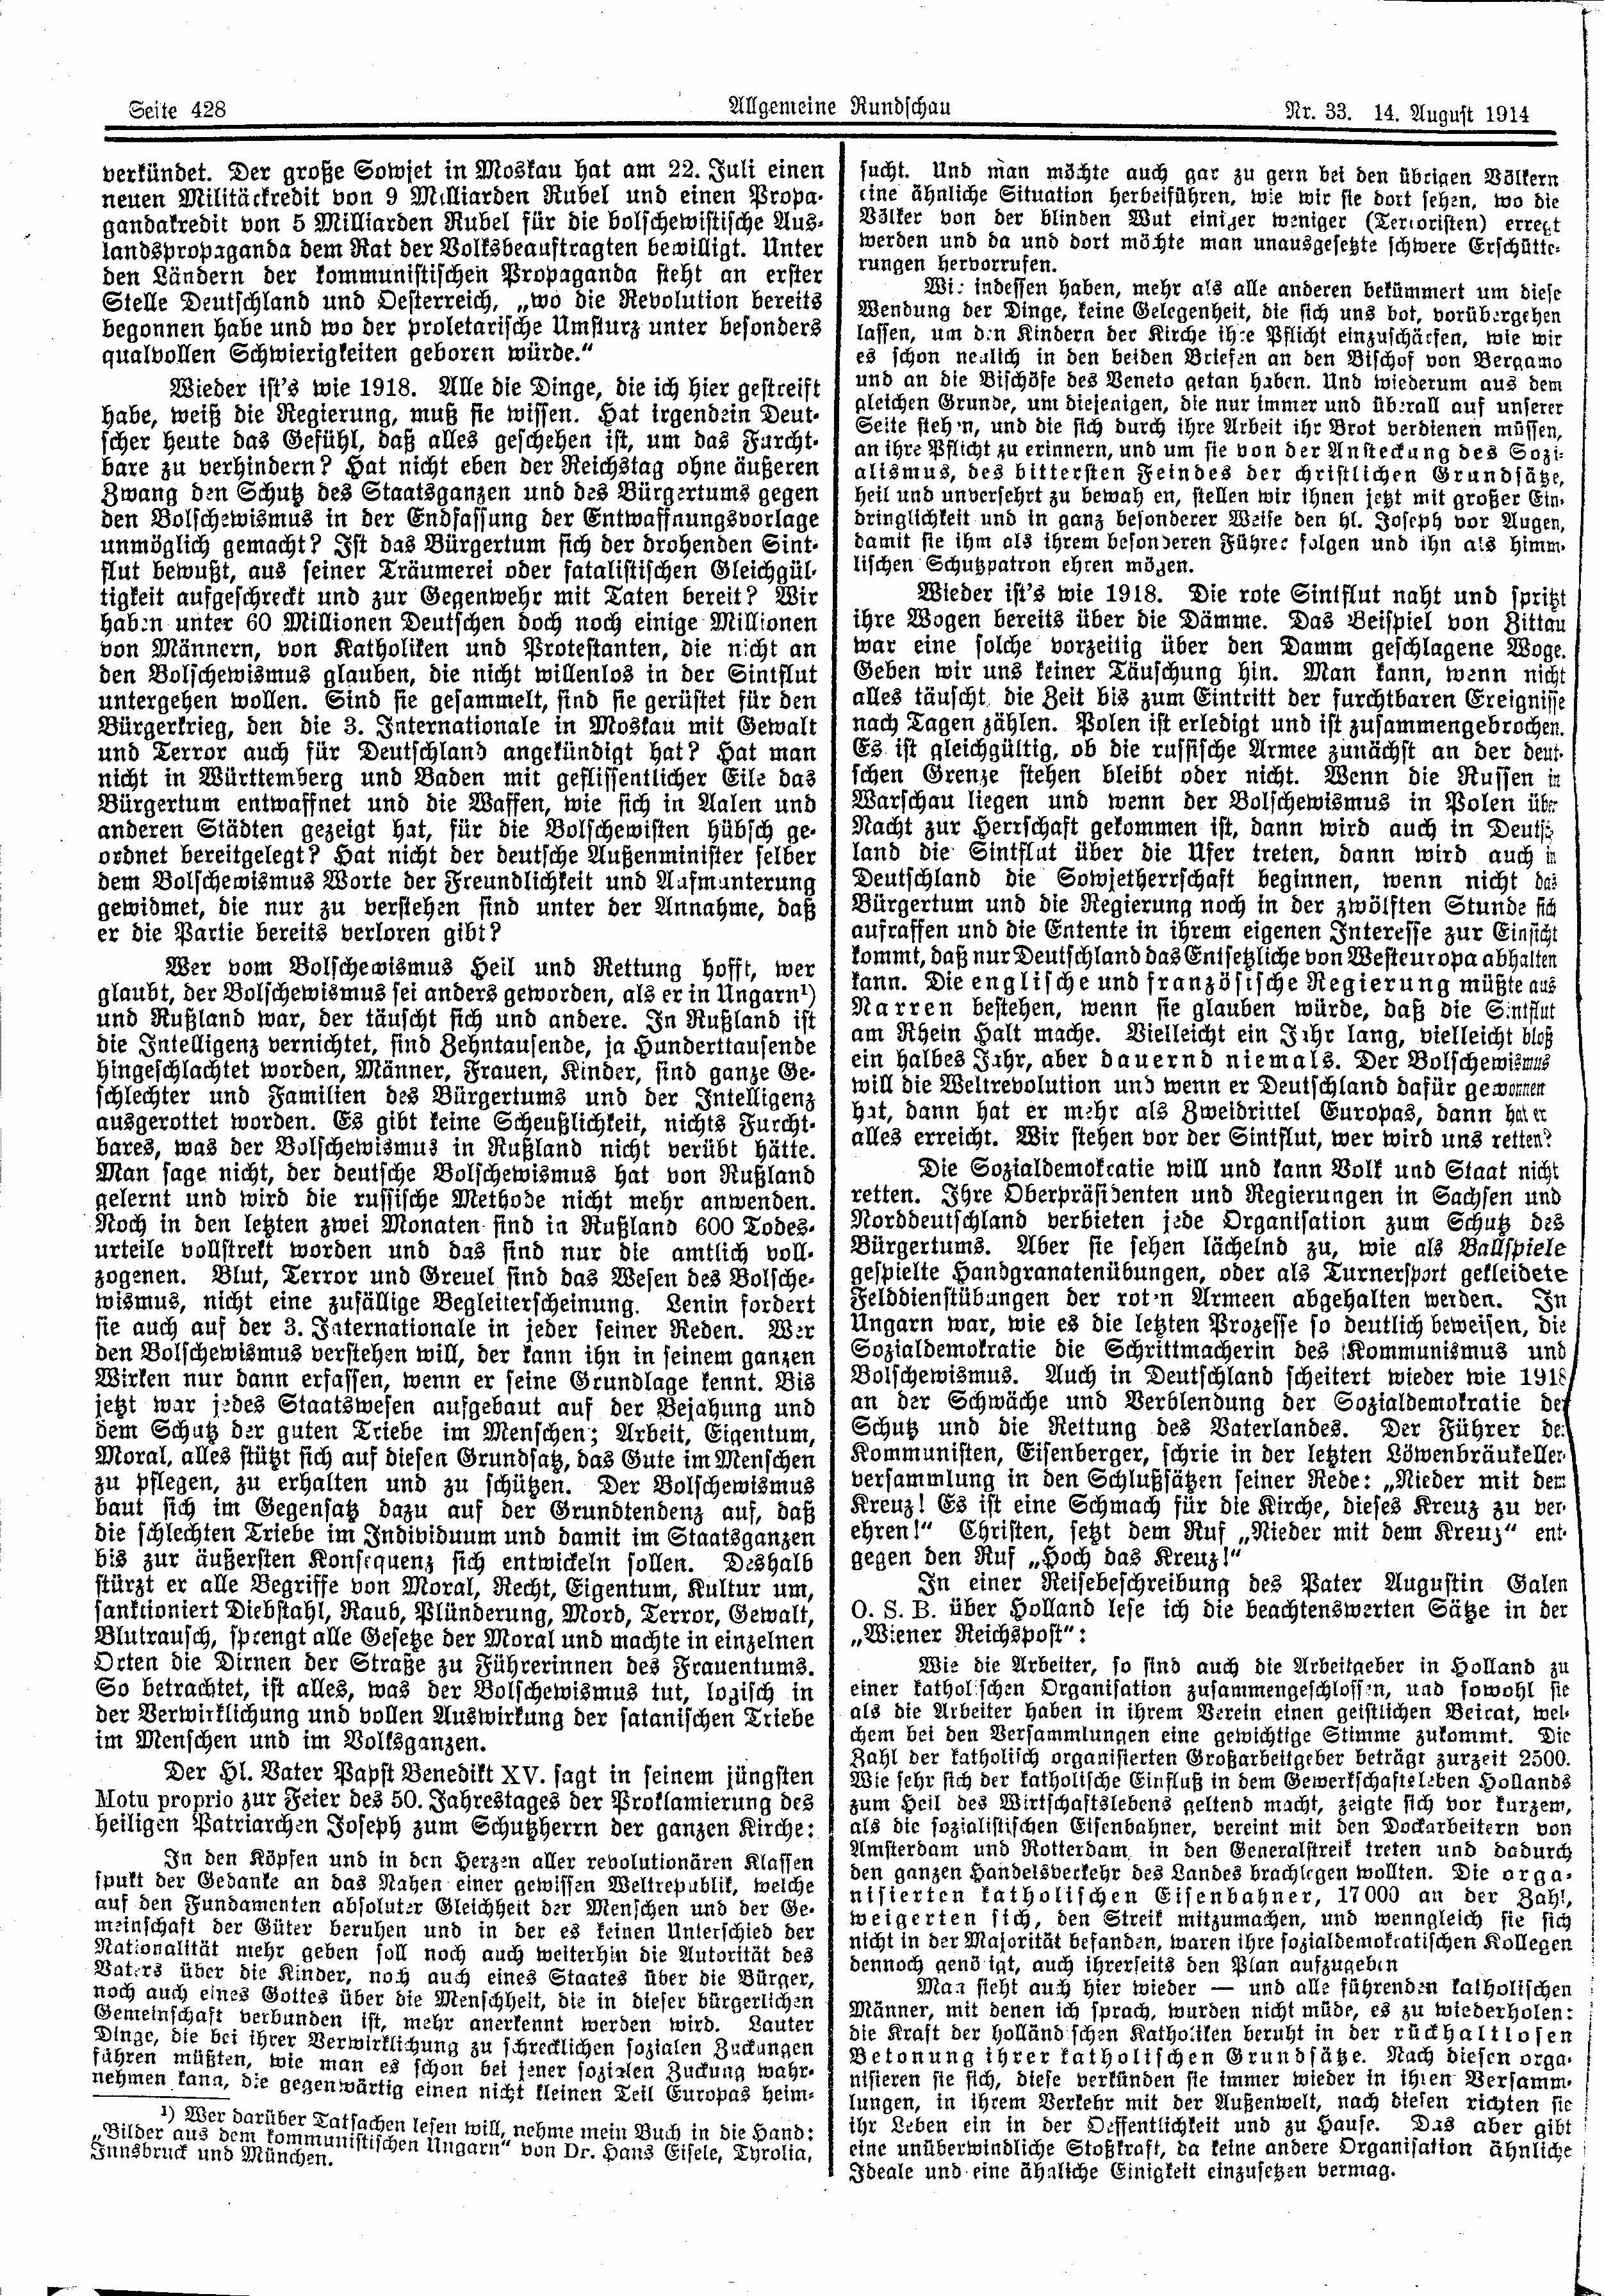 Seite 428
Allgemeine Rundschau
Nr. 33. 14. August 1914
verkündet. Der große Sowjet in Moskau hat am 22. Juli einen
neuen Militärkredit von 9 Milliarden Rubel und einen Propa-
gandakredit von 5 Milliarden Rubel für die bolschewistische Aus-
landspropaganda dem Rat der Volksbeauftragten bewilligt. Unter
den Ländern der kommunistischen Propaganda steht an erster
Stelle Deutschland und Oesterreich, „wo die Revolution bereits
begonnen habe und wo der proletarische Umsturz unter besonders
qualvollen Schwierigkeiten geboren würde.“
Wieder ist's wie 1918. Alle die Dinge, die ich hier gestreift
habe, weiß die Regierung, muß sie wissen. Hat irgendein Deut-
scher heute das Gefühl, daß alles geschehen ist, um das Furcht-
bare zu verhindern? Hat nicht eben der Reichstag ohne äußeren
Zwang den Schutz des Staatsganzen und des Bürgertums gegen
den Bolschewismus in der Endfassung der Entwaffnungsvorlage
unmöglich gemacht? Ist das Bürgertum sich der drohenden Sint-
flut bewußt, aus seiner Träumerei oder fatalistischen Gleichgül-
tigkeit aufgeschreckt und zur Gegenwehr mit Taten bereit? Wir
haben unter 60 Millionen Deutschen doch noch einige Millionen
von Männern, von Katholiken und Protestanten, die nicht an
den Bolschewismus glauben, die nicht willenlos in der Sintflut
untergehen wollen. Sind sie gesammelt, sind sie gerüstet für den
Bürgerkrieg, den die 3. Internationale in Moskau mit Gewalt
und Terror auch für Deutschland angekündigt hat? Hat man
nicht in Württemberg und Baden mit geflissentlicher Eile das
Bürgertum entwaffnet und die Waffen, wie sich in Aalen und
anderen Städten gezeigt hat, für die Bolschewisten hübsch ge-
ordnet bereitgelegt? Hat nicht der deutsche Außenminister selber
dem Bolschewismus Worte der Freundlichkeit und Aufmunterung
gewidmet, die nur zu verstehen sind unter der Annahme, daß
er die Partie bereits verloren gibt?
Wer vom Bolschewismus Heil und Rettung hofft, wer
glaubt, der Bolschewismus sei anders geworden, als er in Ungarn¹)
und Rußland war, der täuscht sich und andere. In Rußland ist
die Intelligenz vernichtet, sind Zehntausende, ja Hunderttausende
hingeschlachtet worden, Männer, Frauen, Kinder, sind ganze Ge-
schlechter und Familien des Bürgertums und der Intelligenz
ausgerottet worden. Es gibt keine Scheußlichkeit, nichts Furcht-
bares, was der Bolschewismus in Rußland nicht verübt hätte.
Man sage nicht, der deutsche Bolschewismus hat von Rußland
gelernt und wird die russische Methode nicht mehr anwenden.
Noch in den letzten zwei Monaten sind in Rußland 600 Todes-
urteile vollstrekt worden und das sind nur die amtlich voll-
zogenen. Blut, Terror und Greuel sind das Wesen des Bolsche-
wismus, nicht eine zufällige Begleiterscheinung. Lenin fordert
sie auch auf der 3. Internationale in jeder seiner Reden. Wer
den Bolschewismus verstehen will, der kann ihn in seinem ganzen
Wirken nur dann erfassen, wenn er seine Grundlage kennt. Bis
jetzt war jedes Staatswesen aufgebaut auf der Bejahung und
dem Schutz der guten Triebe im Menschen; Arbeit, Eigentum,
Moral, alles stützt sich auf diesen Grundsatz, das Gute im Menschen
zu pflegen, zu erhalten und zu schützen. Der Bolschewismus
baut sich im Gegensatz dazu auf der Grundtendenz auf, daß
die schlechten Triebe im Individuum und damit im Staatsganzen
bis zur äußersten Konsequenz sich entwickeln sollen. Deshalb
stürzt er alle Begriffe von Moral, Recht, Eigentum, Kultur um,
sanktioniert Diebstahl, Raub, Plünderung, Mord, Terror, Gewalt,
Blutrausch, sprengt alle Gesetze der Moral und machte in einzelnen
Orten die Dirnen der Straße zu Führerinnen des Frauentums.
So betrachtet, ist alles, was der Bolschewismus tut, logisch in
der Verwirklichung und vollen Auswirkung der satanischen Triebe
im Menschen und im Volksganzen.
Der Hl. Vater Papst Benedikt XV. sagt in seinem jüngsten
Motu proprio zur Feier des 50. Jahrestages der Proklamierung des
heiligen Patriarchen Joseph zum Schutzherrn der ganzen Kirche:
In den Köpfen und in den Herzen aller revolutionären Klassen
spukt der Gedanke an das Nahen einer gewissen Weltrepublik, welche
auf den Fundamenten absoluter Gleichheit der Menschen und der Ge-
meinschaft der Güter beruhen und in der es keinen Unterschied der
Nationalität mehr geben soll noch auch weiterhin die Autorität des
Vaters über die Kinder, noch auch eines Staates über die Bürger,
noch auch eines Gottes über die Menschheit, die in dieser bürgerlichen
Gemeinschaft verbunden ist, mehr anerkennt werden wird. Lauter
Dinge, die bei ihrer Verwirklichung zu schrecklichen sozialen Zuckungen
führen müßten, wie man es schon bei jener sozialen Zuckung wahr-
nehmen kann, die gegenwärtig einen nicht kleinen Teil Europas heim-
¹) Wer darüber Tatsachen lesen will, nehme mein Buch in die Hand:
„Bilder aus dem kommunistischen Ungarn“ von Dr. Hans Eisele, Tyrolia,
Innsbruck und München.
sucht. Und man möchte auch gar zu gern bei den übrigen Völkern
eine ähnliche Situation herbeiführen, wie wir sie dort sehen, wo die
Völker von der blinden Wut einiger weniger (Terroristen) erregt
werden und da und dort möchte man unausgesetzte schwere Erschütte-
rungen hervorrufen.
Wir indessen haben, mehr als alle anderen bekümmert um diese
Wendung der Dinge, keine Gelegenheit, die sich uns bot, vorübergehen
lassen, um den Kindern der Kirche ihre Pflicht einzuschärfen, wie wir
es schon neulich in den beiden Briefen an den Bischof von Bergamo
und an die Bischöfe des Veneto getan haben. Und wiederum aus dem
gleichen Grunde, um diejenigen, die nur immer und überall auf unserer
Seite stehen, und die sich durch ihre Arbeit ihr Brot verdienen müssen,
an ihre Pflicht zu erinnern, und um sie von der Ansteckung des Sozi-
alismus, des bittersten Feindes der christlichen Grundsätze,
heil und unversehrt zu bewahren, stellen wir ihnen jetzt mit großer Ein-
dringlichkeit und in ganz besonderer Weise den hl. Joseph vor Augen,
damit sie ihm als ihrem besonderen Führer folgen und ihn als himm-
lischen Schutzpatron ehren mögen.
Wieder ist's wie 1918. Die rote Sintflut naht und spritzt
ihre Wogen bereits über die Dämme. Das Beispiel von Zittau
war eine solche vorzeitig über den Damm geschlagene Woge.
Geben wir uns keiner Täuschung hin. Man kann, wenn nicht
alles täuscht, die Zeit bis zum Eintritt der furchtbaren Ereignisse
nach Tagen zählen. Polen ist erledigt und ist zusammengebrochen.
Es ist gleichgültig, ob die russische Armee zunächst an der deut-
schen Grenze stehen bleibt oder nicht. Wenn die Russen in
Warschau liegen und wenn der Bolschewismus in Polen über
Nacht zur Herrschaft gekommen ist, dann wird auch in Deutsch
land die Sintflut über die Ufer treten, dann wird auch in
Deutschland die Sowjetherrschaft beginnen, wenn nicht das
Bürgertum und die Regierung noch in der zwölften Stunde sich
aufraffen und die Entente in ihrem eigenen Interesse zur Einsicht
kommt, daß nur Deutschland das Entsetzliche von Westeuropa abhalten
kann. Die englische und französische Regierung müßte aus
Narren bestehen, wenn sie glauben würde, daß die Sintflut
am Rhein Halt mache. Vielleicht ein Jahr lang, vielleicht bloß
ein halbes Jahr, aber dauernd niemals. Der Bolschewismus
will die Weltrevolution und wenn er Deutschland dafür gewonnen
hat, dann hat er mehr als Zweidrittel Europas, dann hat er
alles erreicht. Wir stehen vor der Sintflut, wer wird uns retten?
Die Sozialdemokratie will und kann Volk und Staat nicht
retten. Ihre Oberpräsidenten und Regierungen in Sachsen und
Norddeutschland verbieten jede Organisation zum Schutz des
Bürgertums. Aber sie sehen lächelnd zu, wie als Ballspiele
gespielte Handgranatenübungen, oder als Turnersport gekleidete
Felddienstübungen der roten Armeen abgehalten werden. In
Ungarn war, wie es die letzten Prozesse so deutlich beweisen, die
Sozialdemokratie die Schrittmacherin des Kommunismus und
Bolschewismus. Auch in Deutschland scheitert wieder wie 1918
an der Schwäche und Verblendung der Sozialdemokratie der
Schutz und die Rettung des Vaterlandes. Der Führer der
Kommunisten, Eisenberger, schrie in der letzten Löwenbräukeller-
versammlung in den Schlußsätzen seiner Rede: „Nieder mit dem
Kreuz! Es ist eine Schmach für die Kirche, dieses Kreuz zu ver-
ehren!“ Christen, setzt dem Ruf „Nieder mit dem Kreuz“ ent-
gegen den Ruf „Hoch das Kreuz!“
In einer Reisebeschreibung des Pater Augustin Galen
O. S. B. über Holland lese ich die beachtenswerten Sätze in der
„Wiener Reichspost“:
Wie die Arbeiter, so sind auch die Arbeitgeber in Holland zu
einer katholischen Organisation zusammengeschlossen, und sowohl sie
als die Arbeiter haben in ihrem Verein einen geistlichen Beirat, wel-
chem bei den Versammlungen eine gewichtige Stimme zukommt. Die
Zahl der katholisch organisierten Großarbeitgeber beträgt zurzeit 2500.
Wie sehr sich der katholische Einfluß in dem Gewerkschaftsleben Hollands
zum Heil des Wirtschaftslebens geltend macht, zeigte sich vor kurzem,
als die sozialistischen Eisenbahner, vereint mit den Dockarbeitern von
Amsterdam und Rotterdam, in den Generalstreik treten und dadurch
den ganzen Handelsverkehr des Landes brachlegen wollten. Die orga-
nisierten katholischen Eisenbahner, 17000 an der Zahl,
weigerten sich, den Streik mitzumachen, und wenngleich sie sich
nicht in der Majorität befanden, waren ihre sozialdemokratischen Kollegen
dennoch genötigt, auch ihrerseits den Plan aufzugeben
Man sieht auch hier wieder — und alle führenden katholischen
Männer, mit denen ich sprach, wurden nicht müde, es zu wiederholen:
die Kraft der holländischen Katholiken beruht in der rückhaltlosen
Betonung ihrer katholischen Grundsätze. Nach diesen orga-
nisieren sie sich, diese verkünden sie immer wieder in ihren Versamm-
lungen, in ihrem Verkehr mit der Außenwelt, nach diesen richten sie
ihr Leben ein in der Oeffentlichkeit und zu Hause. Das aber gibt
eine unüberwindliche Stoßkraft, da keine andere Organisation ähnliche
Ideale und eine ähnliche Einigkeit einzusetzen vermag.